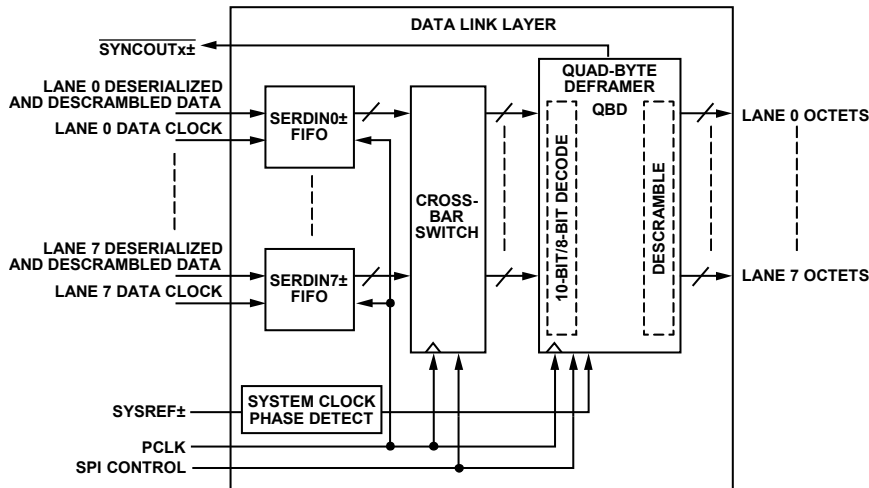 DATA LINK LAYER
SYNCOUTx±
LANE 0 DESERIALIZED
AND DESCRAMBLED DATA
LANE 0 DATA CLOCK
SERDIN0±
FIFO
CROSS-
BAR
SWITCH
QUAD-BYTE
DEFRAMER
QBD
10-BIT/8-BIT DECODE
DESCRAMBLE
LANE 0 OCTETS
LANE 7 DESERIALIZED
AND DESCRAMBLED DATA
LANE 7 DATA CLOCK
SERDIN7±
FIFO
LANE 7 OCTETS
SYSREF±
SYSTEM CLOCK
PHASE DETECT
PCLK
SPI CONTROL